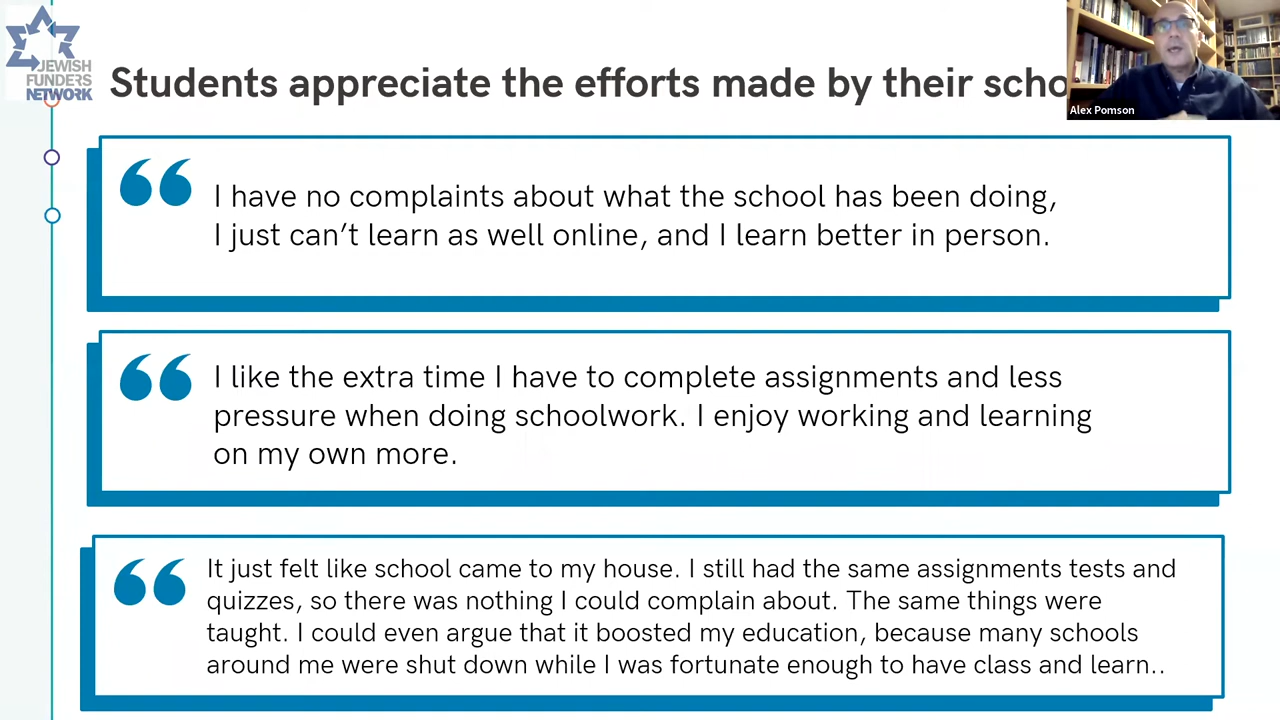 JEWISH
FUNDERS
NETWORK
Students appreciate the efforts made by their scho
Alex Pomson
I have no complaints about what the school has been doing,
I just can’t learn as well online, and I learn better in person.
I like the extra time I have to complete assignments and less
pressure when doing schoolwork. I enjoy working and learning
on my own more.
It just felt like school came to my house. I still had the same assignments tests and
quizzes, so there was nothing I could complain about. The same things were
taught. I could even argue that it boosted my education, because many schools
around me were shut down while I was fortunate enough to have class and learn..